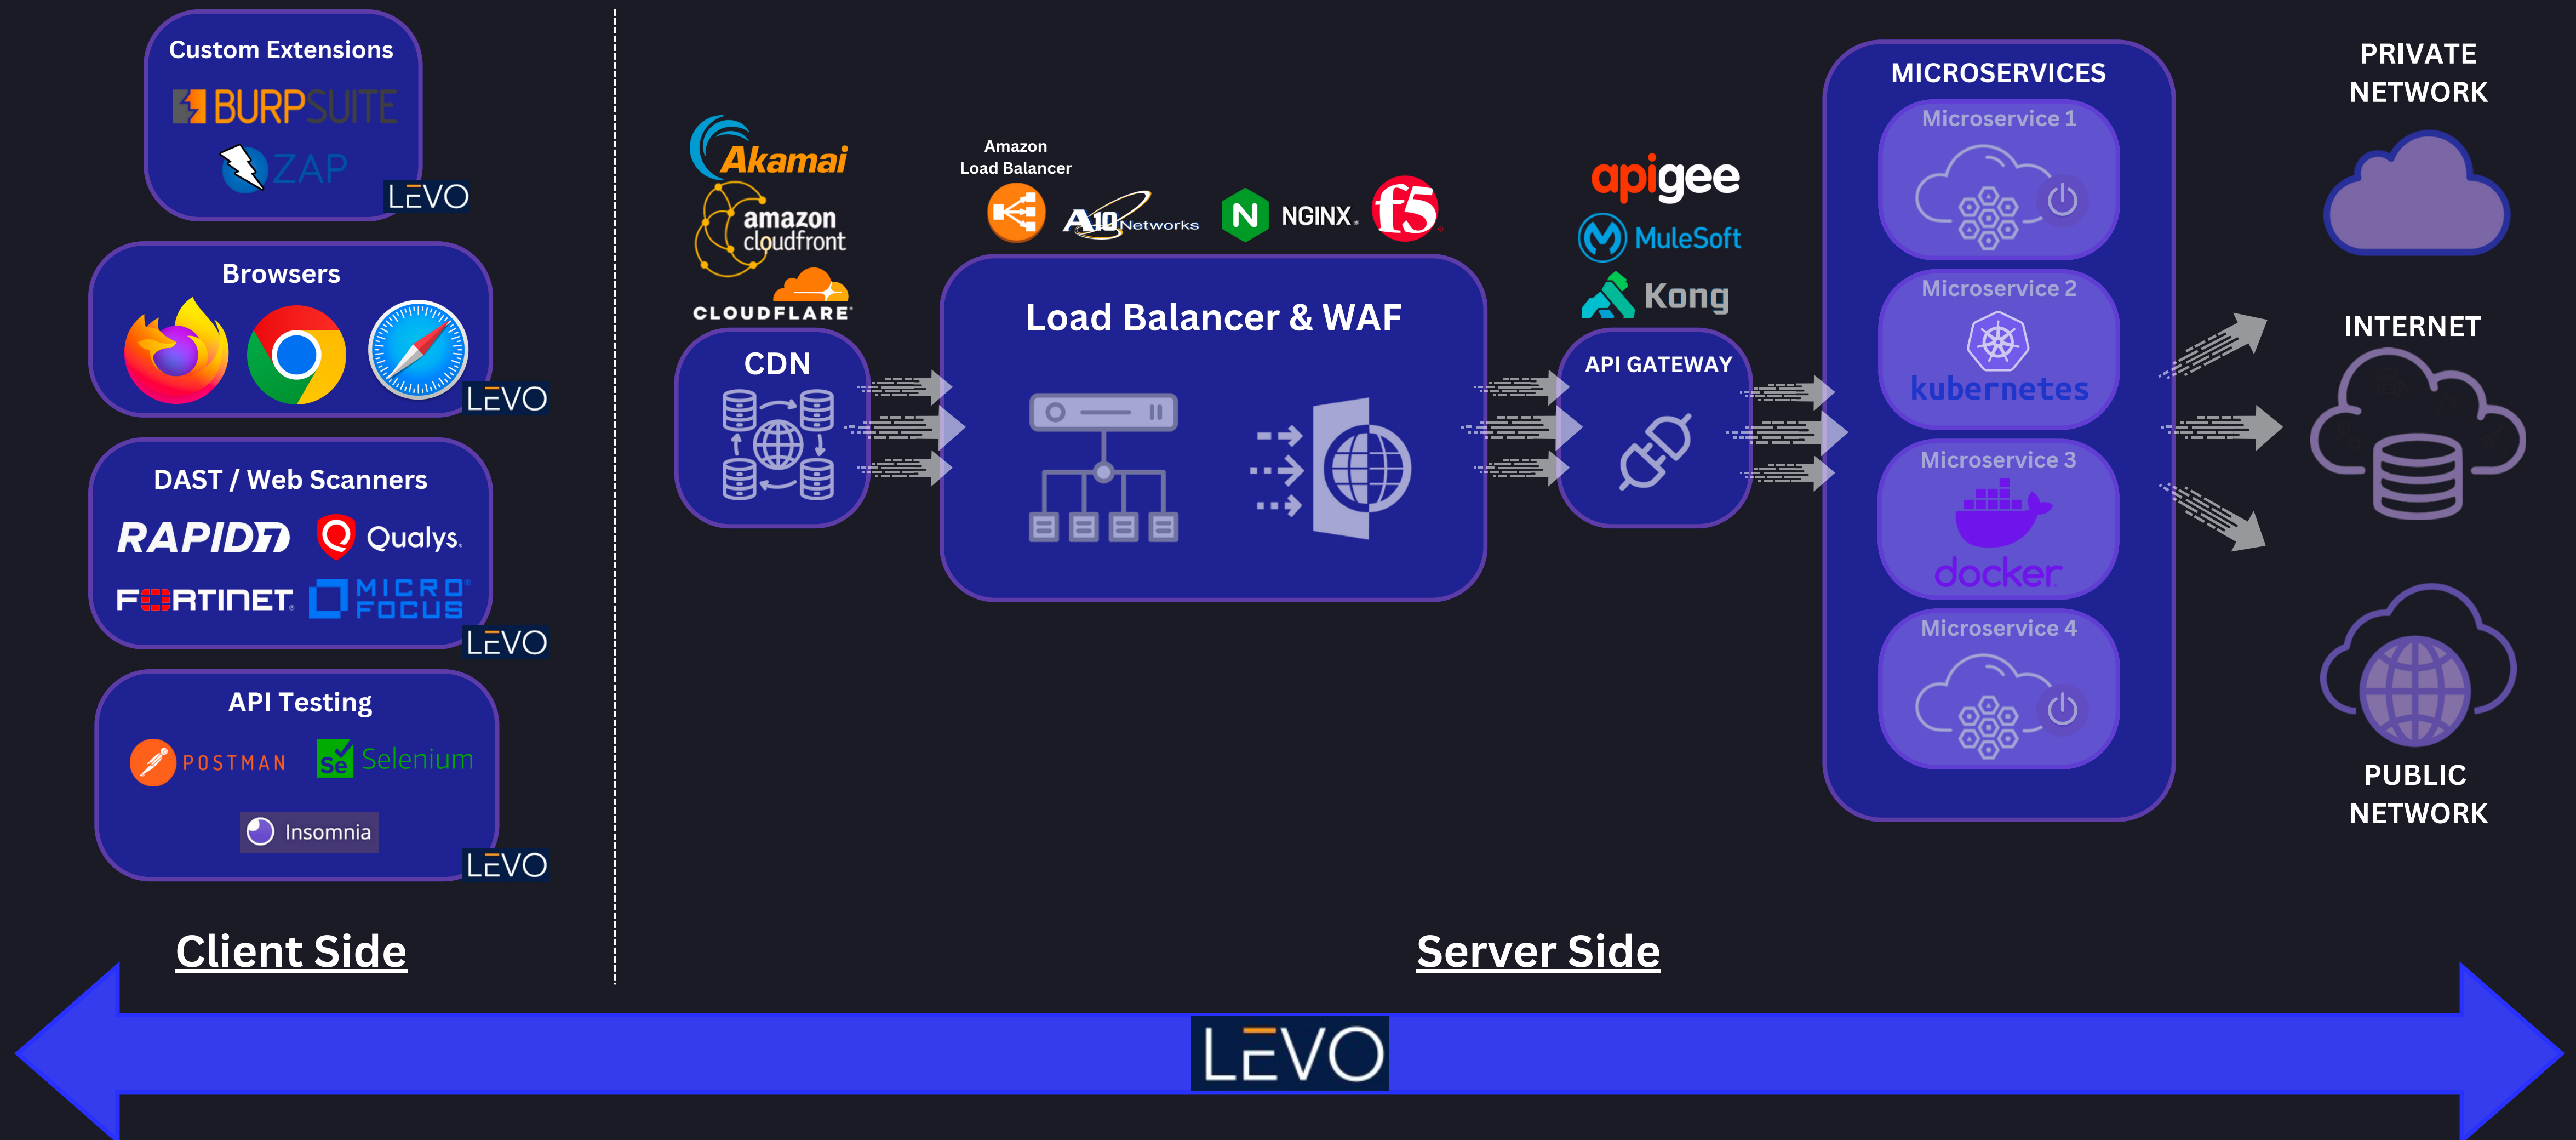 Custom Extensions
BURPSUITE
ZAP
LEVO
Browsers
LEVO
DAST / Web Scanners
RAPID7
Qualys.
FORTINET®
MICRO FOCUS
LEVO
API Testing
POSTMAN
Se Selenium
Insomnia
LEVO
Client Side
Akamai
amazon
cloudfront
CLOUDFLARE
CDN
Amazon
Load Balancer
A10 Networks
N NGINX
f5
Load Balancer & WAF
apigee
MuleSoft
Kong
API GATEWAY
MICROSERVICES
Microservice 1
Microservice 2
kubernetes
Microservice 3
docker
Microservice 4
PRIVATE
NETWORK
INTERNET
PUBLIC
NETWORK
Server Side
LEVO